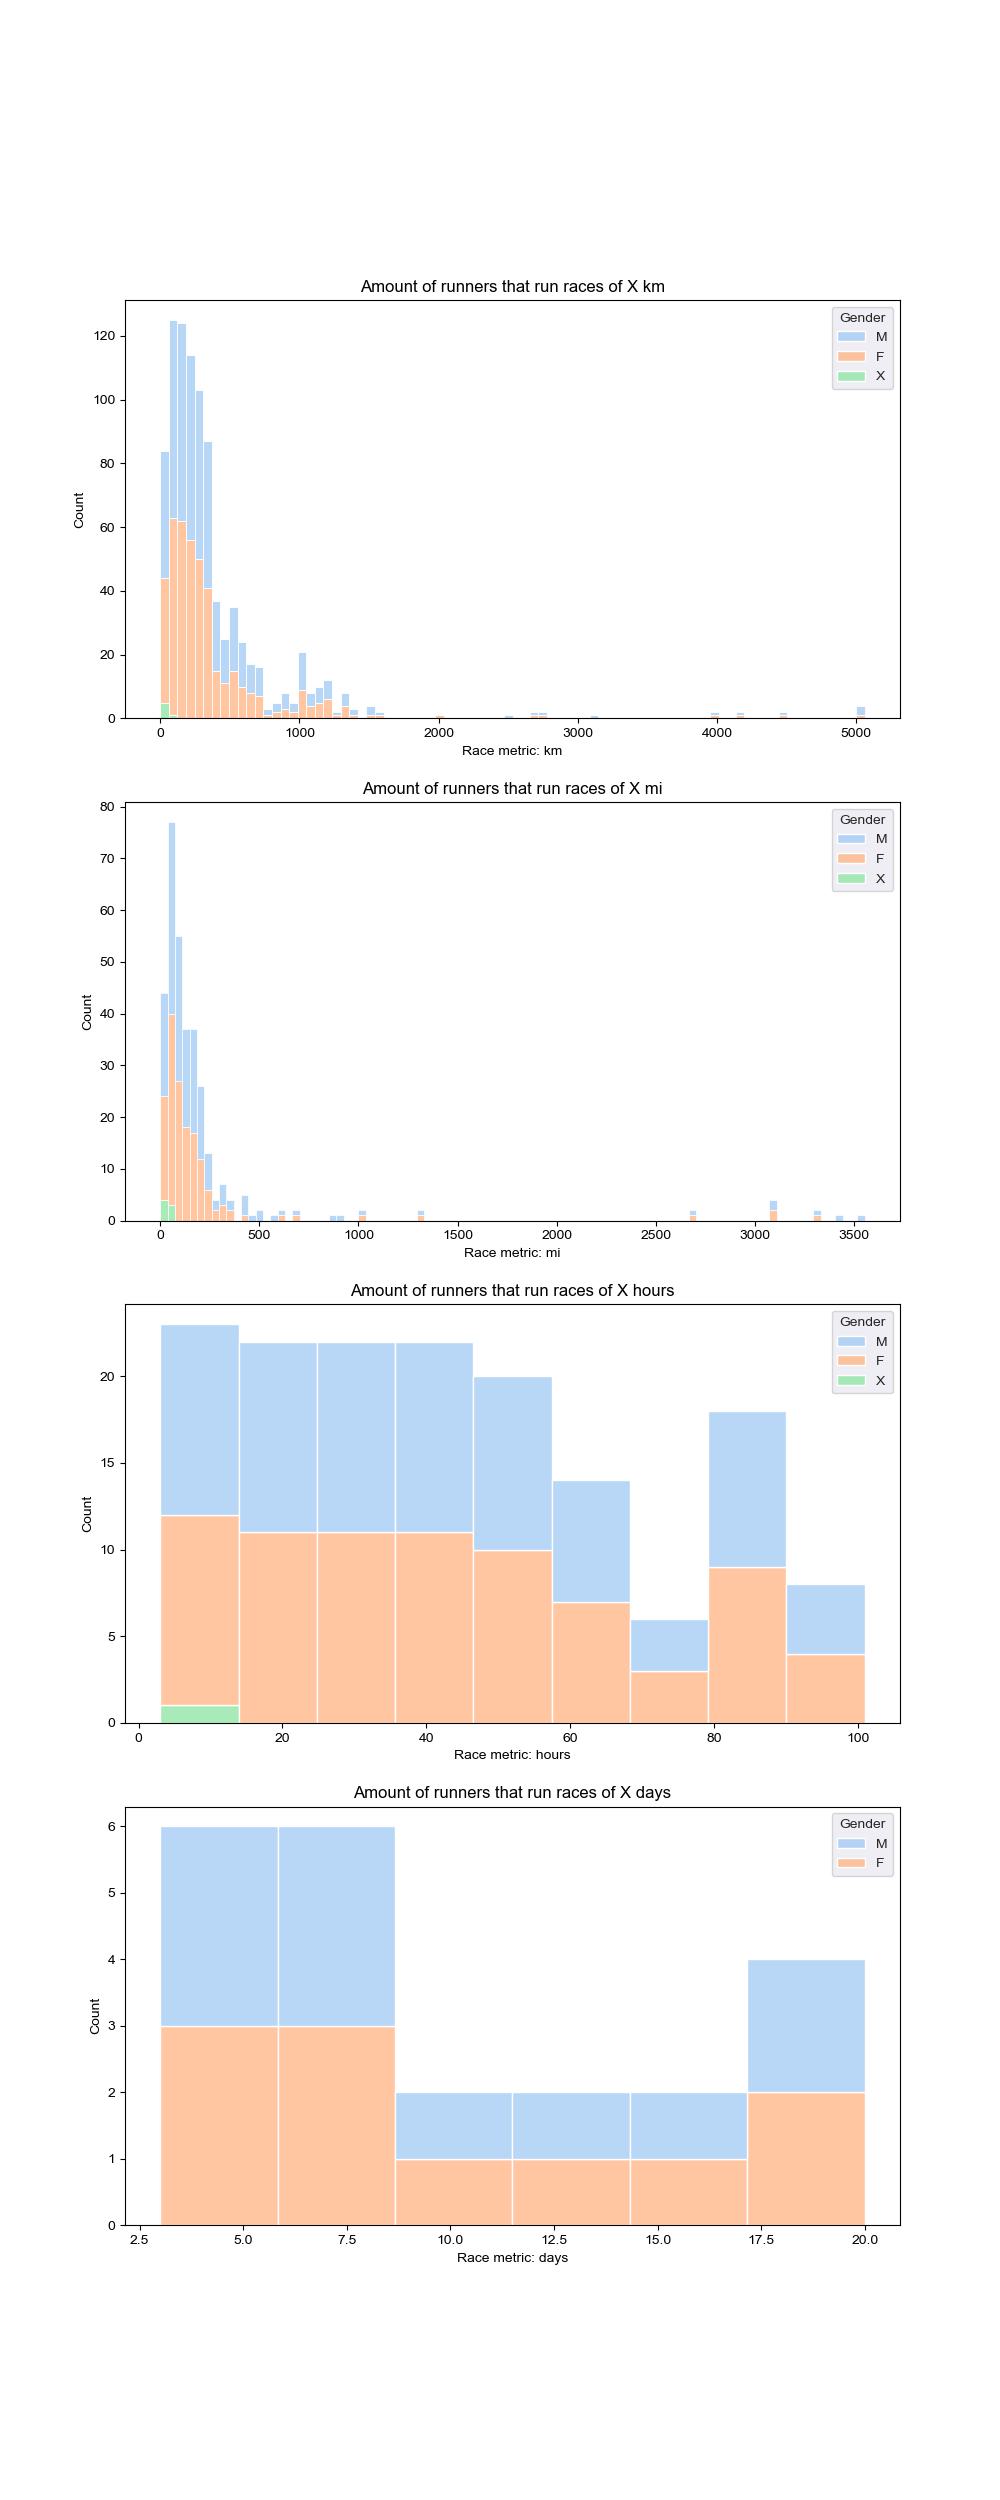 Amount of runners that run races of X km
Gender
M
F
X
120
100
80
60
40
20
0
Count
0 1000 2000 3000 4000 5000
Race metric: km
Amount of runners that run races of X mi
Gender
M
F
X
80
70
60
50
40
30
20
10
0
Count
0 500 1000 1500 2000 2500 3000 3500
Race metric: mi
Amount of runners that run races of X hours
Gender
M
F
X
20
15
10
5
0
Count
0 20 40 60 80 100
Race metric: hours
Amount of runners that run races of X days
Gender
M
F
6
5
4
3
2
1
0
Count
2.5 5.0 7.5 10.0 12.5 15.0 17.5 20.0
Race metric: days